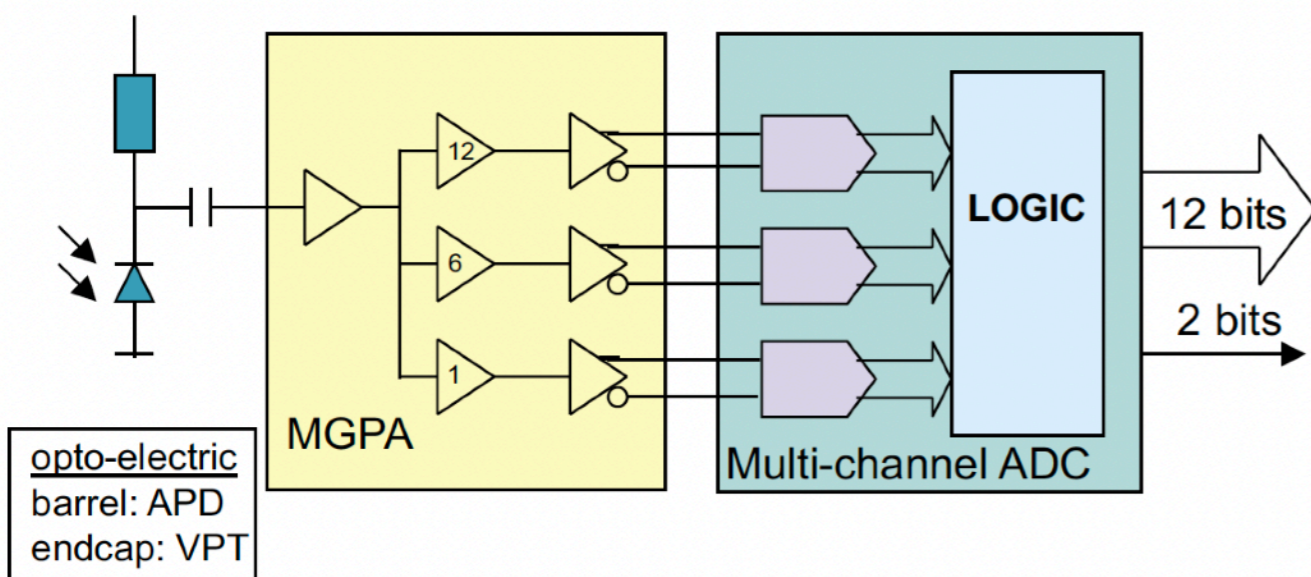 12
6
1
MGPA
LOGIC
Multi-channel ADC
12 bits
2 bits
opto-electric
barrel: APD
endcap: VPT